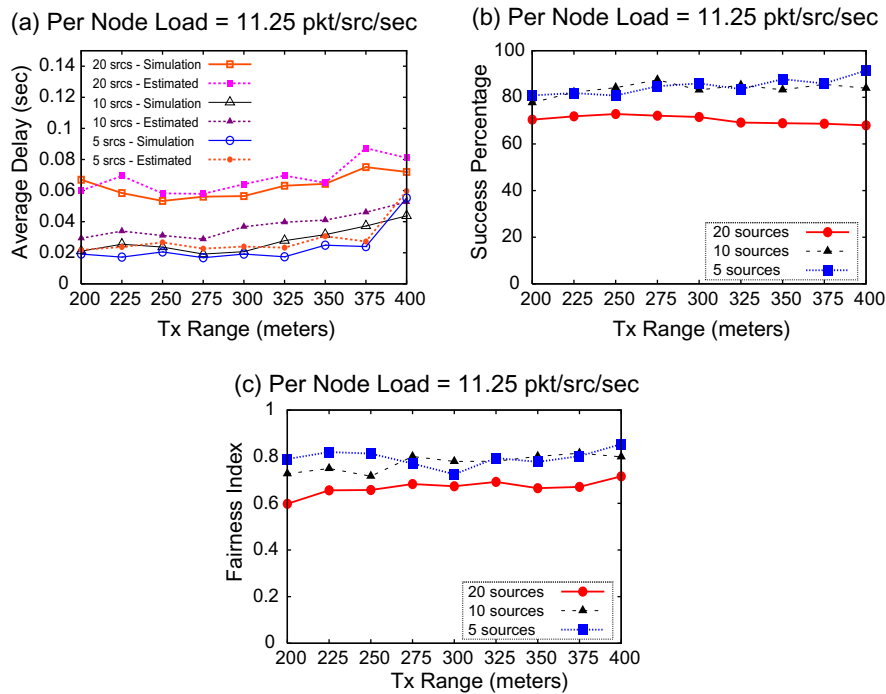 (a) Per Node Load = 11.25 pkt/src/sec
Average Delay (sec)
0.14
0.12
0.1
0.08
0.06
0.04
0.02
0
20 srcs - Simulation
20 srcs - Estimated
10 srcs - Simulation
10 srcs - Estimated
5 srcs - Simulation
5 srcs - Estimated
200 225 250 275 300 325 350 375 400
Tx Range (meters)
(b) Per Node Load = 11.25 pkt/src/sec
Success Percentage
100
80
60
40
20
0
20 sources
10 sources
5 sources
200 225 250 275 300 325 350 375 400
Tx Range (meters)
(c) Per Node Load = 11.25 pkt/src/sec
Fairness Index
1
0.8
0.6
0.4
0.2
0
20 sources
10 sources
5 sources
200 225 250 275 300 325 350 375 400
Tx Range (meters)